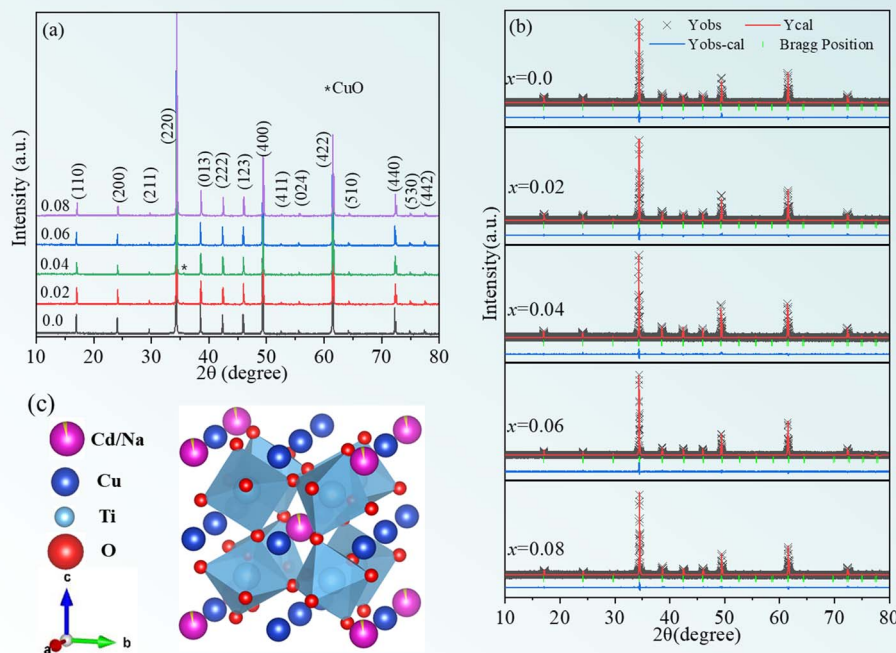 (a)
*CuO
(110)
(200)
(211)
(220)
(013)
(222)
(123)
(400)
(411)
(024)
(422)
(510)
(440)
(530)
(442)
0.08
0.06
0.04
*
0.02
0.0
Intensity (a.u.)
10 20 30 40 50 60 70 80
2θ (degree)
(b)
Yobs Ycal
Yobs-cal Bragg Position
x=0.0
x=0.02
x=0.04
x=0.06
x=0.08
Intensity(a.u.)
10 20 30 40 50 60 70 80
2θ(degree)
(c)
Cd/Na
Cu
Ti
O
c
a
b